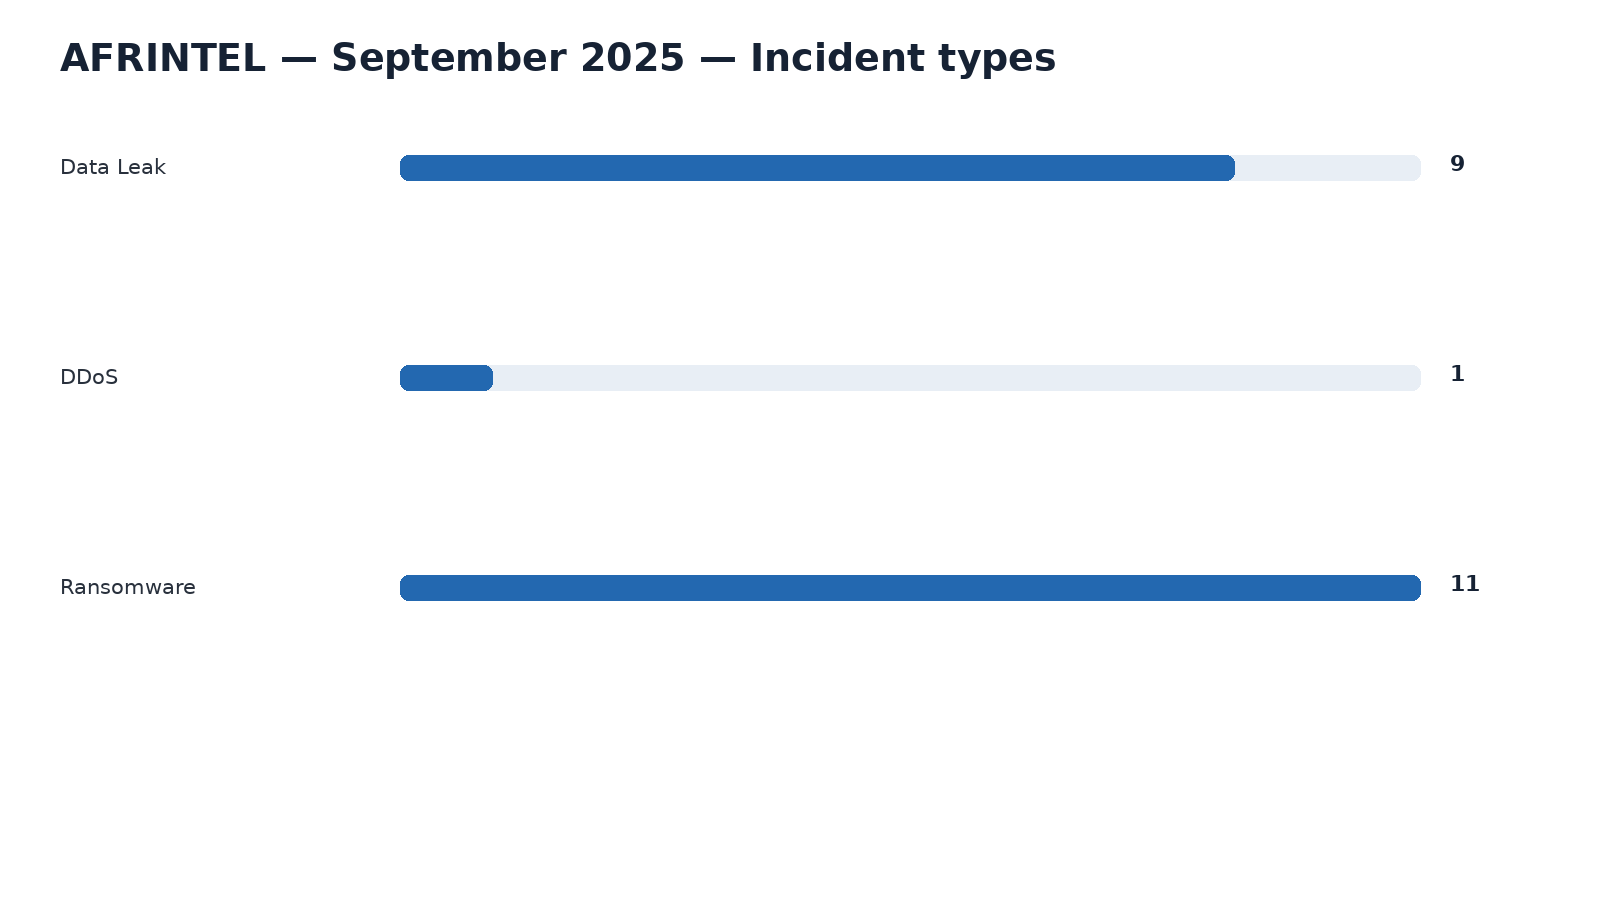 AFRINTEL — September 2025 — Incident types
Data Leak 9
DDoS 1
Ransomware 11